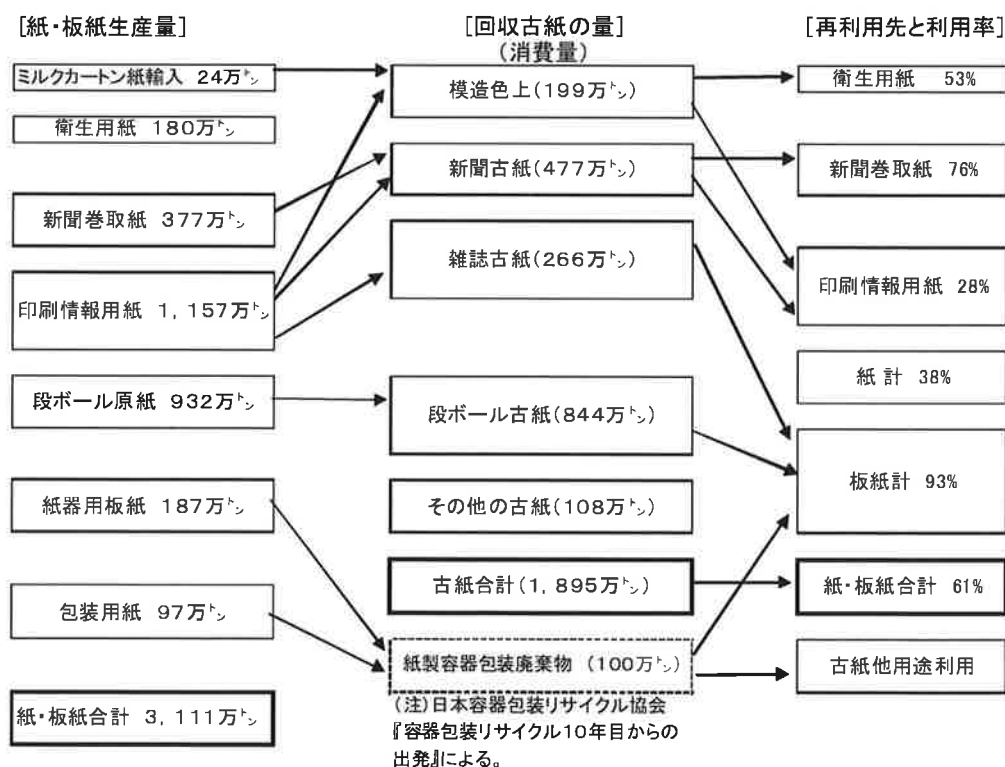 [紙・板紙生産量]
ミルクカートン紙輸入 24万㌧
衛生用紙 180万㌧
新聞巻取紙 377万㌧
印刷情報用紙 1,157万㌧
段ボール原紙 932万㌧
紙器用板紙 187万㌧
包装用紙 97万㌧
紙・板紙合計 3,111万㌧
[回収古紙の量]
(消費量)
模造色上(199万㌧)
新聞古紙(477万㌧)
雑誌古紙(266万㌧)
段ボール古紙(844万㌧)
その他の古紙(108万㌧)
古紙合計(1,895万㌧)
紙製容器包装廃棄物 (100万㌧)
(注)日本容器包装リサイクル協会
『容器包装リサイクル10年目からの
出発』による。
[再利用先と利用率]
衛生用紙 53%
新聞巻取紙 76%
印刷情報用紙 28%
紙計 38%
板紙計 93%
紙・板紙合計 61%
古紙他用途利用